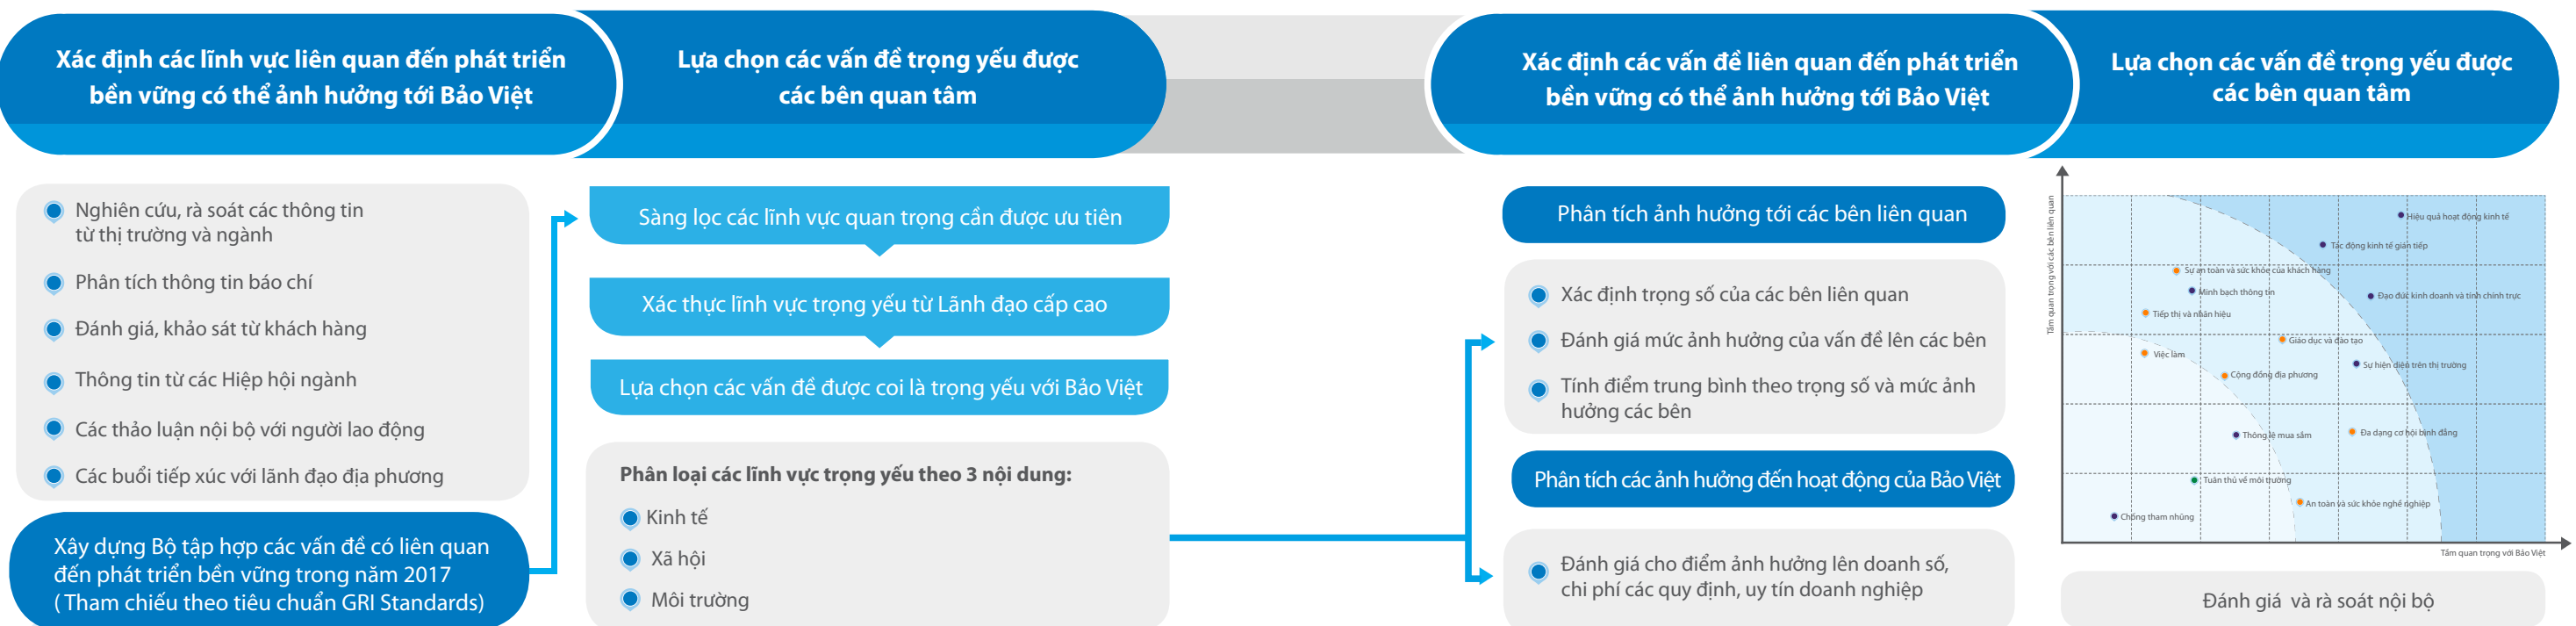 Xác định các lĩnh vực liên quan đến phát triển
bền vững có thể ảnh hưởng tới Bảo Việt
Lựa chọn các vấn đề trọng yếu được
các bên quan tâm
Xác định các vấn đề liên quan đến phát triển
bền vững có thể ảnh hưởng tới Bảo Việt
Lựa chọn các vấn đề trọng yếu được
các bên quan tâm
Nghiên cứu, rà soát các thông tin
từ thị trường và ngành
Phân tích thông tin báo chí
Đánh giá, khảo sát từ khách hàng
Thông tin từ các Hiệp hội ngành
Các thảo luận nội bộ với người lao động
Các buổi tiếp xúc với lãnh đạo địa phương
Xây dựng Bộ tập hợp các vấn đề có liên quan
đến phát triển bền vững trong năm 2017
( Tham chiếu theo tiêu chuẩn GRI Standards)
Sàng lọc các lĩnh vực quan trọng cần được ưu tiên
Xác thực lĩnh vực trọng yếu từ Lãnh đạo cấp cao
Lựa chọn các vấn đề được coi là trọng yếu với Bảo Việt
Phân loại các lĩnh vực trọng yếu theo 3 nội dung:
Kinh tế
Xã hội
Môi trường
Phân tích ảnh hưởng tới các bên liên quan
Xác định trọng số của các bên liên quan
Đánh giá mức ảnh hưởng của vấn đề lên các bên
Tính điểm trung bình theo trọng số và mức ảnh
hưởng các bên
Phân tích các ảnh hưởng đến hoạt động của Bảo Việt
Đánh giá cho điểm ảnh hưởng lên doanh số,
chi phí các quy định, uy tín doanh nghiệp
Tầm quan trọng với các bên liên quan
Hiệu quả hoạt động kinh tế
Tác động kinh tế gián tiếp
Sự an toàn và sức khỏe của khách hàng
Minh bạch thông tin
Đạo đức kinh doanh và tính chính trực
Tiếp thị và nhãn hiệu
Giáo dục và đào tạo
Việc làm
Sự hiện diện trên thị trường
Cộng đồng địa phương
Thông lệ mua sắm
Đa dạng cơ hội bình đẳng
Tuân thủ về môi trường
An toàn và sức khỏe nghề nghiệp
Chống tham nhũng
Tầm quan trọng với Bảo Việt
Đánh giá và rà soát nội bộ